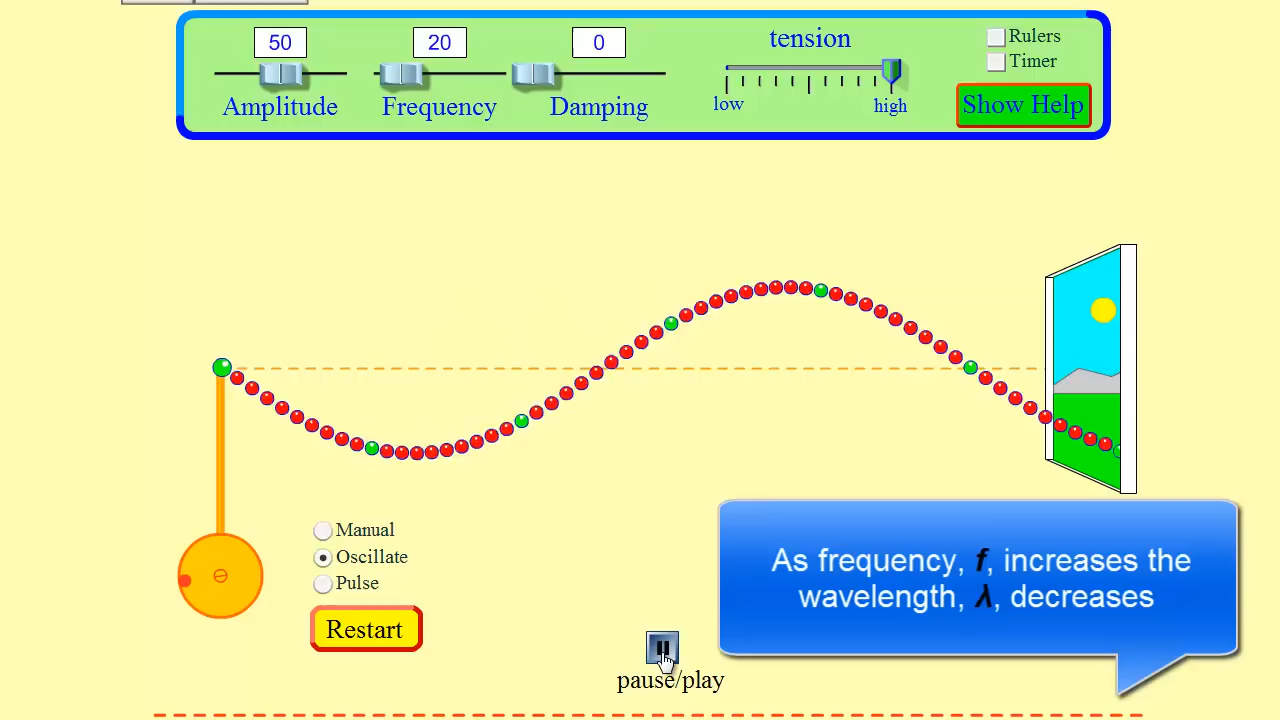 50
20
0
tension
Rulers
Timer
Amplitude
Frequency
Damping
low
high
Show Help
Manual
Oscillate
Pulse
Restart
pause/play
As frequency, f, increases the
wavelength, λ, decreases